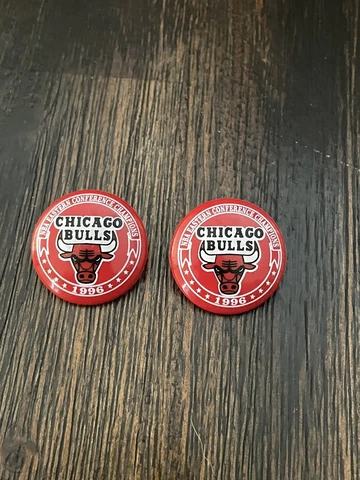 NBA EASTERN CONFERENCE CHAMPIONS
CHICAGO
BULLS
1996
NBA EASTERN CONFERENCE CHAMPIONS
CHICAGO
BULLS
1996